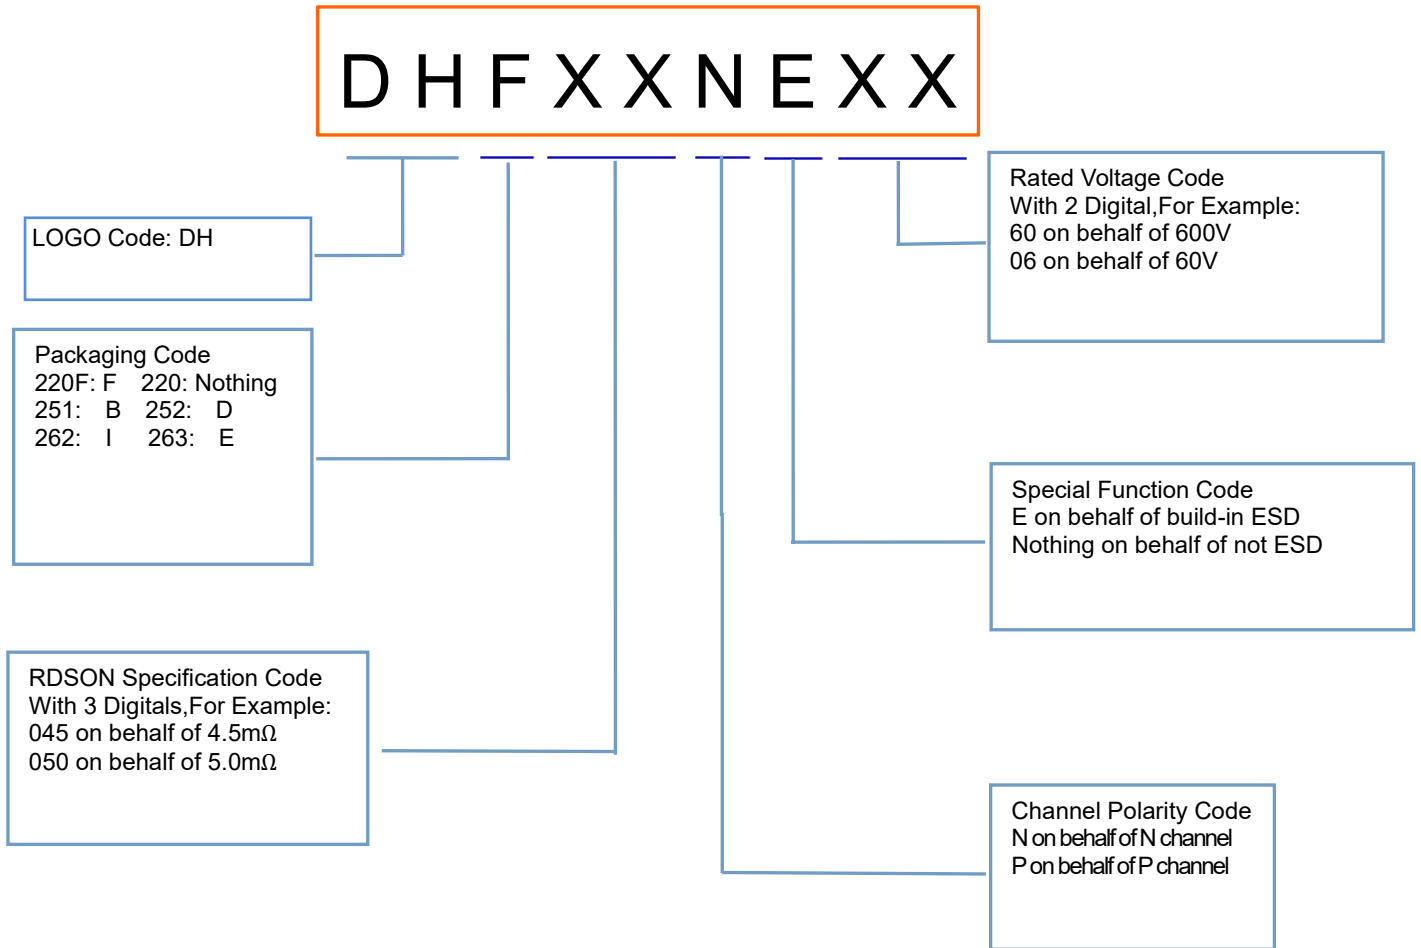 D H F X X N E X X
LOGO Code: DH
Packaging Code
220F: F 220: Nothing
251: B 252: D
262: I 263: E
RDSON Specification Code
With 3 Digitals,For Example:
045 on behalf of 4.5mΩ
050 on behalf of 5.0mΩ
Rated Voltage Code
With 2 Digital,For Example:
60 on behalf of 600V
06 on behalf of 60V
Special Function Code
E on behalf of build-in ESD
Nothing on behalf of not ESD
Channel Polarity Code
N on behalf of N channel
P on behalf of P channel